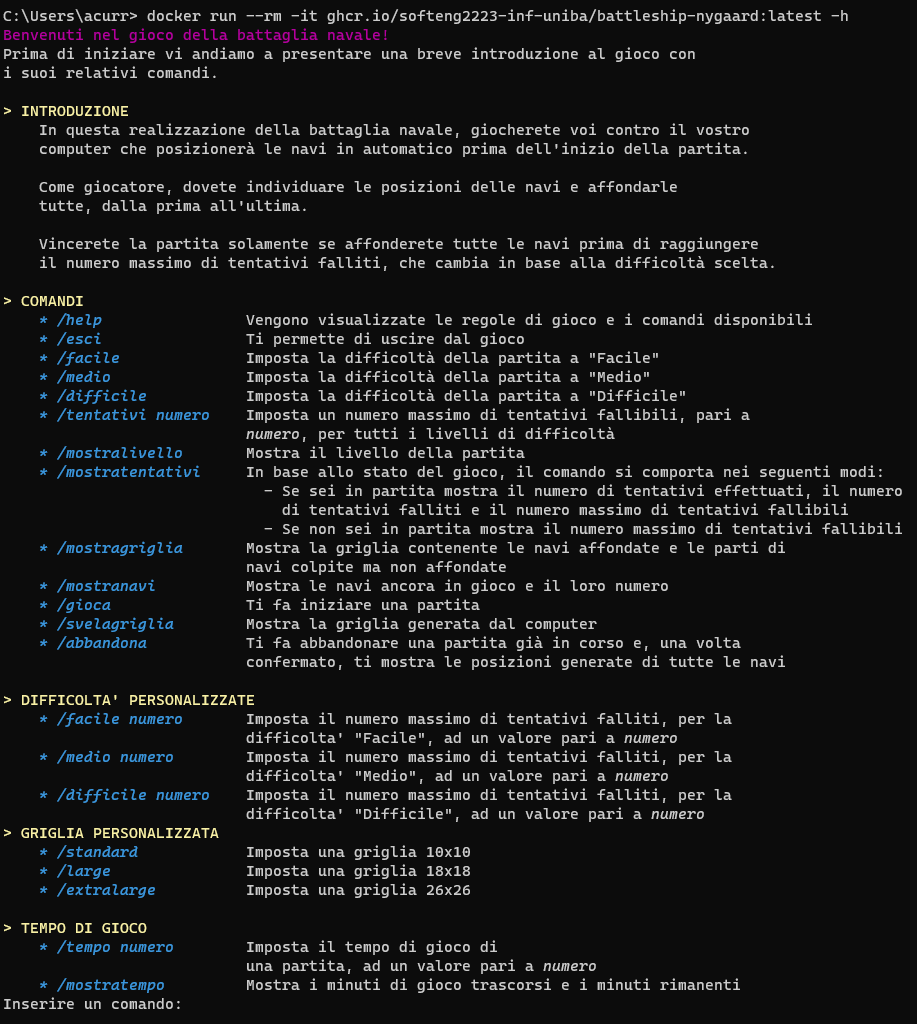 C:\Users\acurr> docker run --rm -it ghcr.io/softeng2223-inf-uniba/battleship-nygaard:latest -h
Benvenuti nel gioco della battaglia navale!
Prima di iniziare vi andiamo a presentare una breve introduzione al gioco con
i suoi relativi comandi.

> INTRODUZIONE
    In questa realizzazione della battaglia navale, giocherete voi contro il vostro
    computer che posizionerà le navi in automatico prima dell'inizio della partita.

    Come giocatore, dovete individuare le posizioni delle navi e affondarle
    tutte, dalla prima all'ultima.

    Vincerete la partita solamente se affonderete tutte le navi prima di raggiungere
    il numero massimo di tentativi falliti, che cambia in base alla difficoltà scelta.

> COMANDI
    * /help                Vengono visualizzate le regole di gioco e i comandi disponibili
    * /esci                Ti permette di uscire dal gioco
    * /facile              Imposta la difficoltà della partita a "Facile"
    * /medio               Imposta la difficoltà della partita a "Medio"
    * /difficile           Imposta la difficoltà della partita a "Difficile"
    * /tentativi numero    Imposta un numero massimo di tentativi fallibili, pari a
                           numero, per tutti i livelli di difficoltà
    * /mostralivello       Mostra il livello della partita
    * /mostratentativi     In base allo stato del gioco, il comando si comporta nei seguenti modi:
                             - Se sei in partita mostra il numero di tentativi effettuati, il numero
                               di tentativi falliti e il numero massimo di tentativi fallibili
                             - Se non sei in partita mostra il numero massimo di tentativi fallibili
    * /mostragriglia       Mostra la griglia contenente le navi affondate e le parti di
                           navi colpite ma non affondate
    * /mostranavi          Mostra le navi ancora in gioco e il loro numero
    * /gioca               Ti fa iniziare una partita
    * /svelagriglia        Mostra la griglia generata dal computer
    * /abbandona           Ti fa abbandonare una partita già in corso e, una volta
                           confermato, ti mostra le posizioni generate di tutte le navi

> DIFFICOLTA' PERSONALIZZATE
    * /facile numero       Imposta il numero massimo di tentativi falliti, per la
                           difficolta' "Facile", ad un valore pari a numero
    * /medio numero        Imposta il numero massimo di tentativi falliti, per la
                           difficolta' "Medio", ad un valore pari a numero
    * /difficile numero    Imposta il numero massimo di tentativi falliti, per la
                           difficolta' "Difficile", ad un valore pari a numero
> GRIGLIA PERSONALIZZATA
    * /standard            Imposta una griglia 10x10
    * /large               Imposta una griglia 18x18
    * /extralarge          Imposta una griglia 26x26

> TEMPO DI GIOCO
    * /tempo numero        Imposta il tempo di gioco di
                           una partita, ad un valore pari a numero
    * /mostratempo         Mostra i minuti di gioco trascorsi e i minuti rimanenti
Inserire un comando: